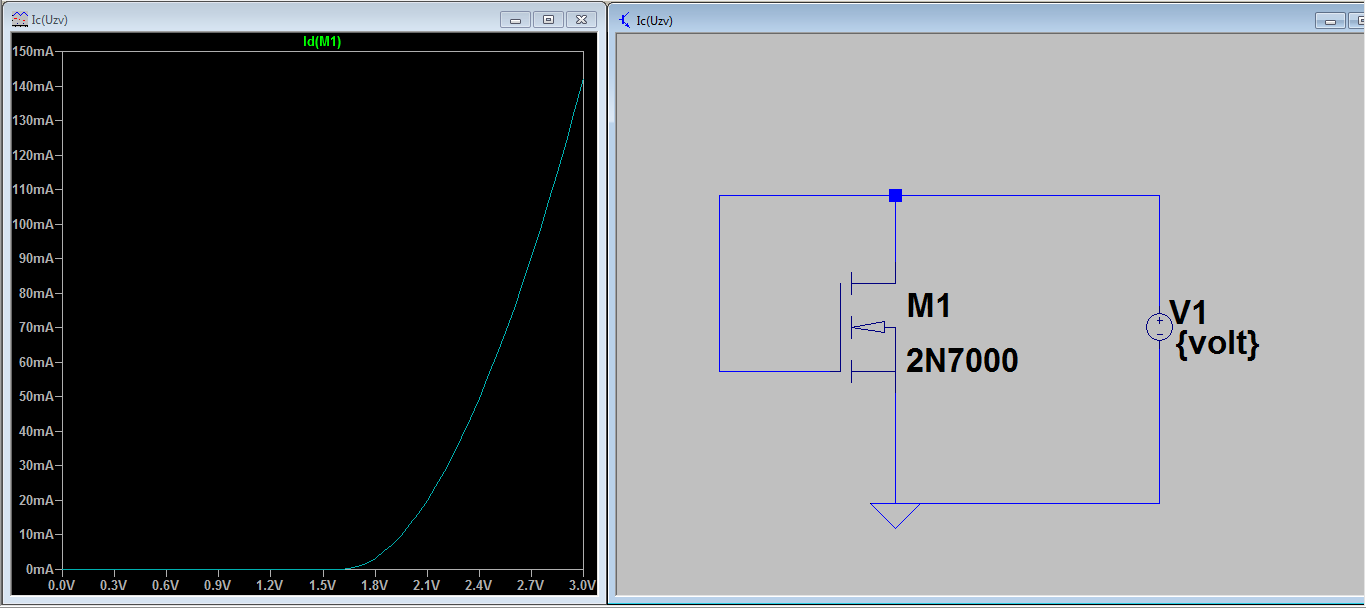 Ic(Uzv)
Id(M1)
150mA
140mA
130mA
120mA
110mA
100mA
90mA
80mA
70mA
60mA
50mA
40mA
30mA
20mA
10mA
0mA
0.0V 0.3V 0.6V 0.9V 1.2V 1.5V 1.8V 2.1V 2.4V 2.7V 3.0V
Ic(Uzv)
M1
2N7000
V1
{volt}